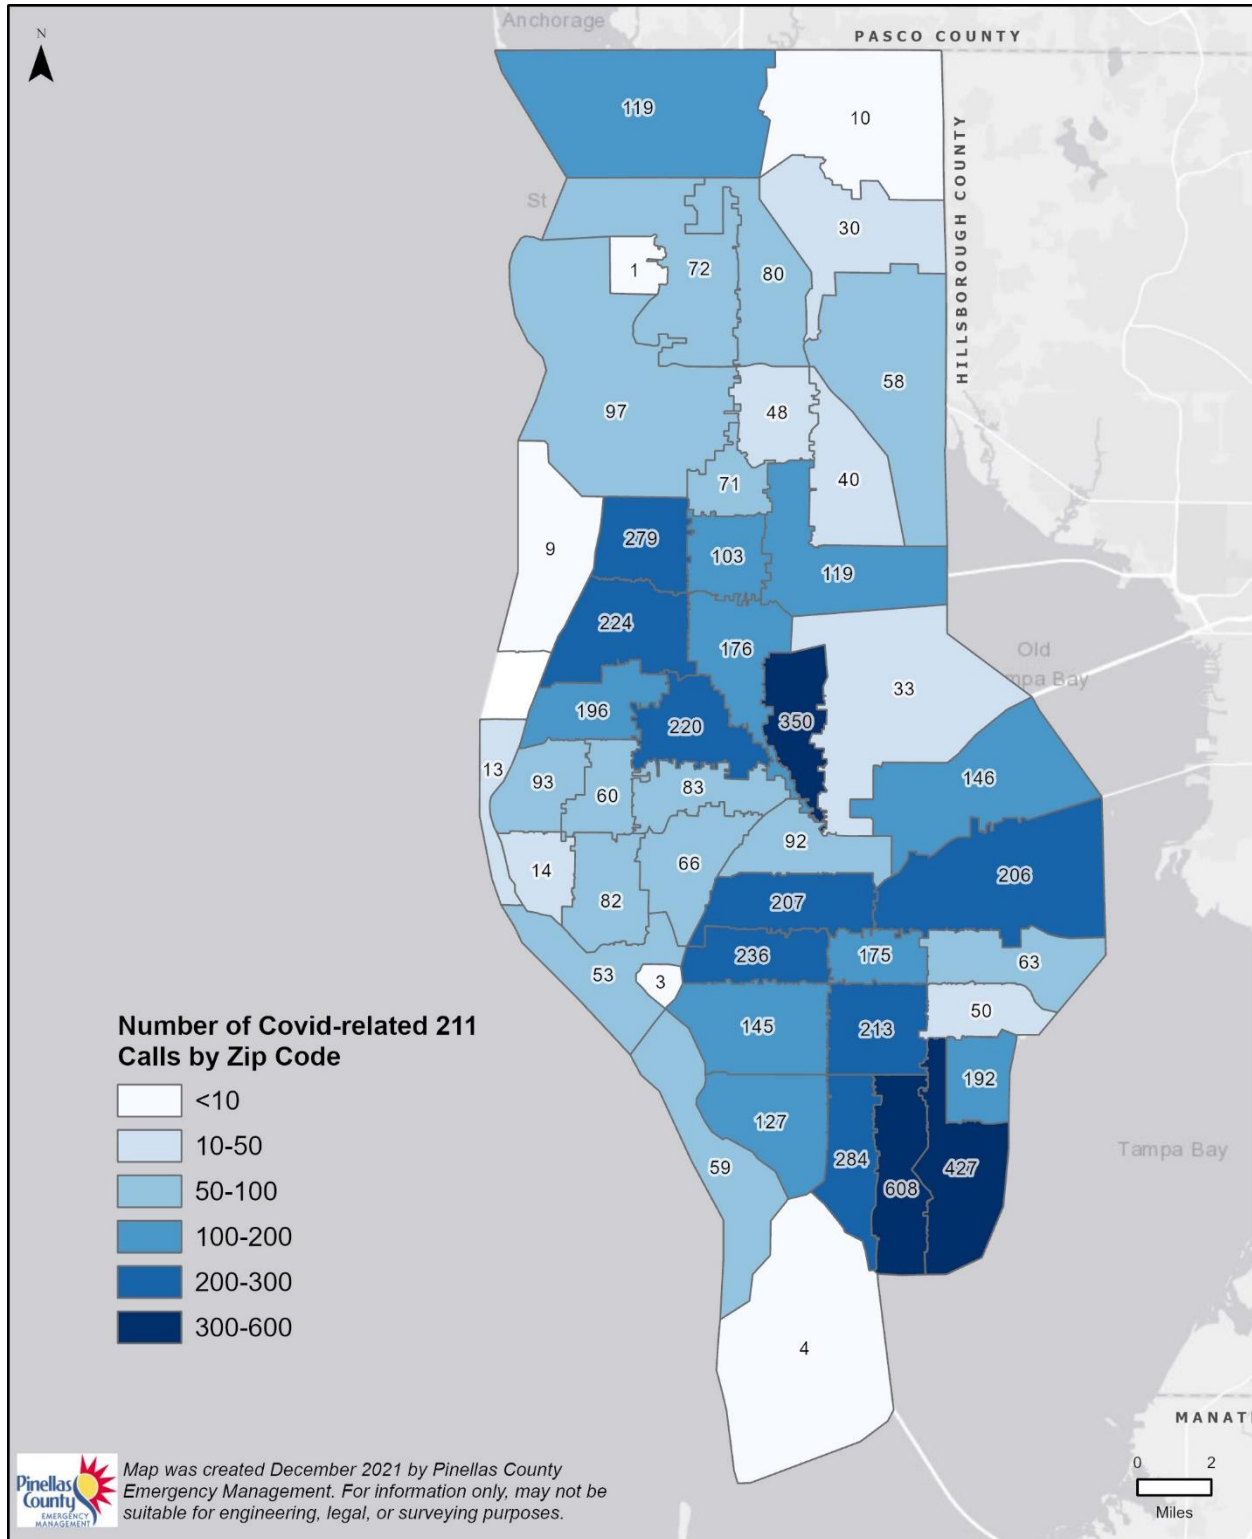 Anchorage
N
PASCO COUNTY
119
10
HILLSBOROUGH COUNTY
St
30
1
72
80
58
97
48
71
40
9
279
103
119
224
176
Old
mpa Bay
33
196
220
350
13
93
60
83
146
14
82
66
92
206
207
236
175
63
53
3
50
145
213
192
127
59
284
608
427
Tampa Bay
4
Number of Covid-related 211
Calls by Zip Code
<10
10-50
50-100
100-200
200-300
300-600
MANAT
Pinellas
County
EMERGENCY
MANAGEMENT
Map was created December 2021 by Pinellas County
Emergency Management. For information only, may not be
suitable for engineering, legal, or surveying purposes.
0 2
Miles